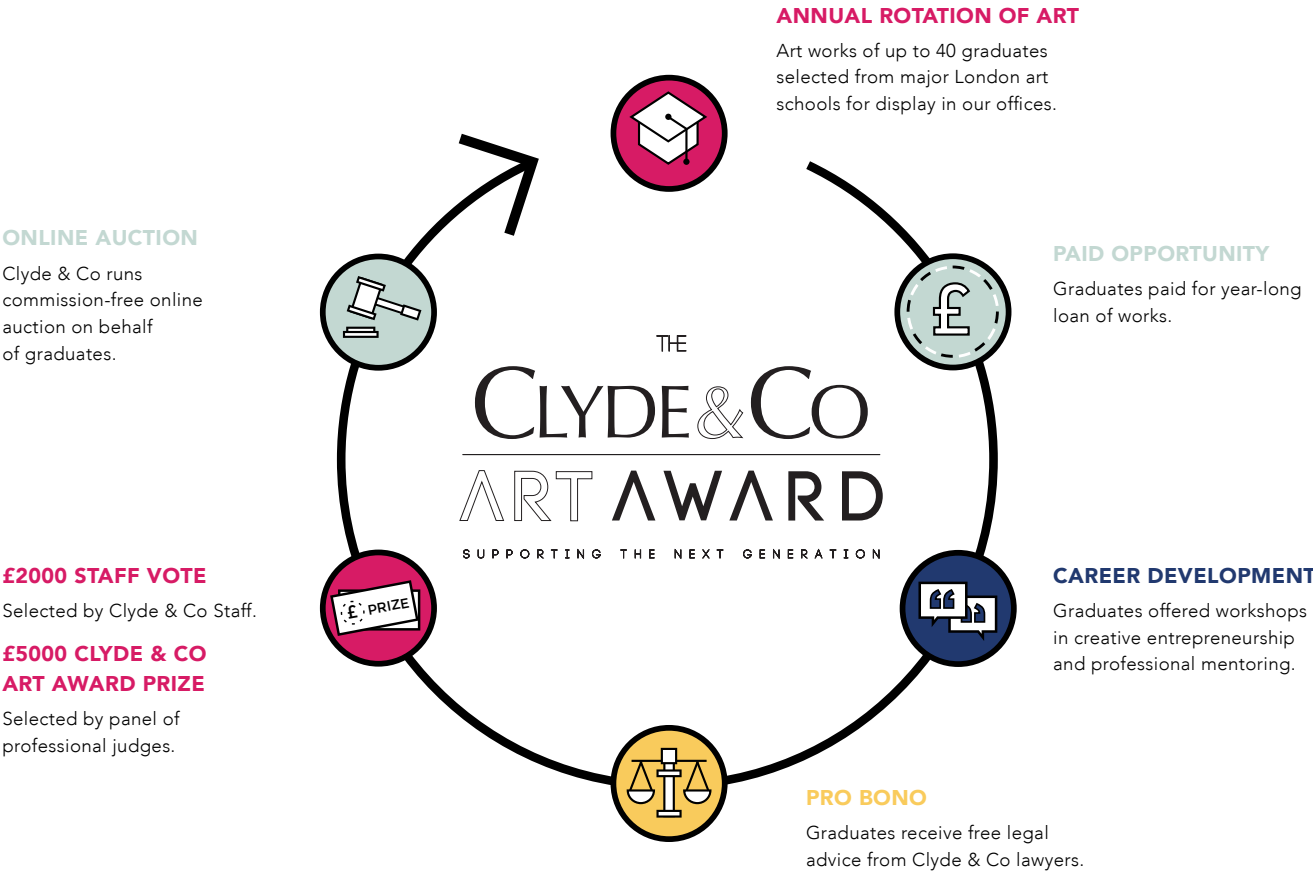 ANNUAL ROTATION OF ART
Art works of up to 40 graduates
selected from major London art
schools for display in our offices.
PAID OPPORTUNITY
Graduates paid for year-long
loan of works.
£
CAREER DEVELOPMENT
Graduates offered workshops
in creative entrepreneurship
and professional mentoring.
PRO BONO
Graduates receive free legal
advice from Clyde & Co lawyers.
£2000 STAFF VOTE
Selected by Clyde & Co Staff.
£5000 CLYDE & CO
ART AWARD PRIZE
Selected by panel of
professional judges.
£ PRIZE
ONLINE AUCTION
Clyde & Co runs
commission-free online
auction on behalf
of graduates.
THE
CLYDE&CO
ART AWARD
SUPPORTING THE NEXT GENERATION